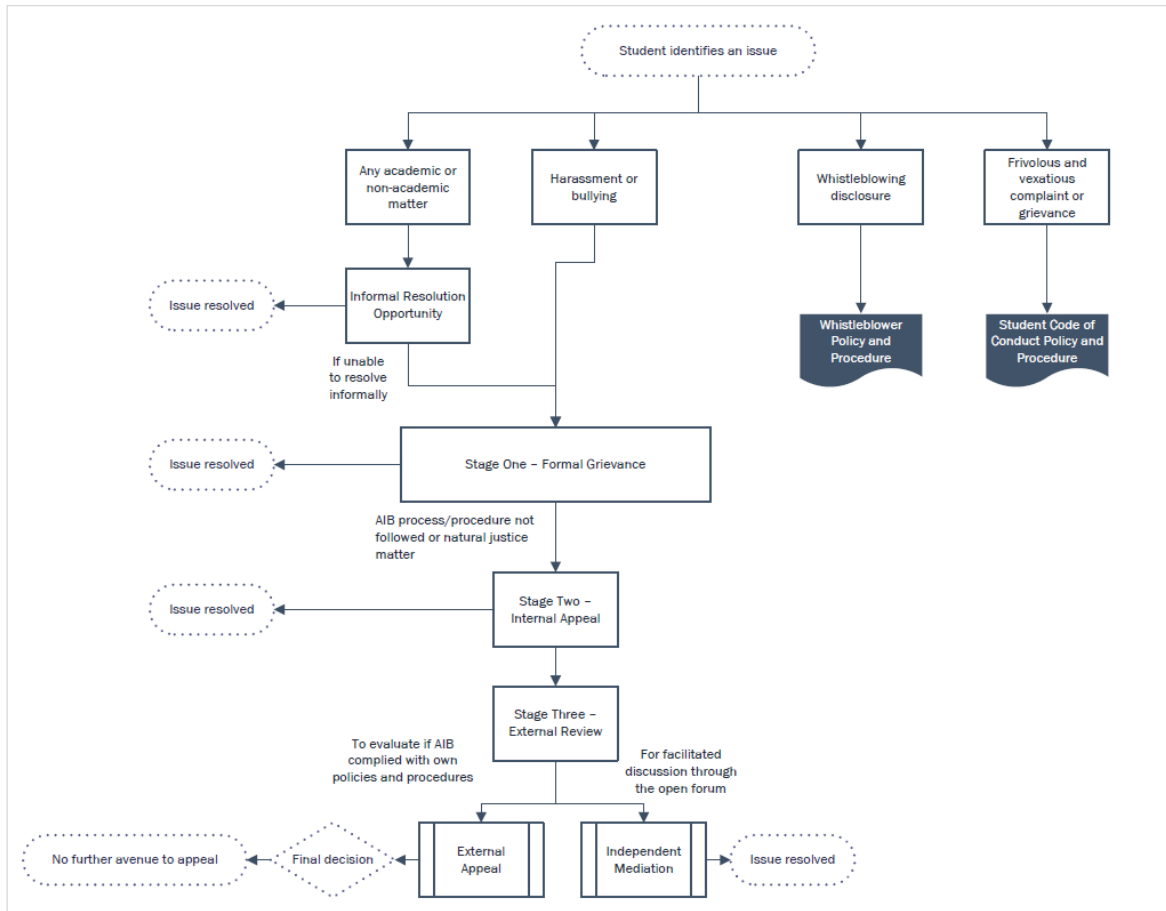 Student identifies an issue
Any academic or
non-academic
matter
Harassment or
bullying
Whistleblowing
disclosure
Frivolous and
vexatious
complaint or
grievance
Issue resolved
Informal Resolution
Opportunity
Whistleblower
Policy and
Procedure
Student Code of
Conduct Policy and
Procedure
If unable
to resolve
informally
Issue resolved
Stage One – Formal Grievance
AIB process/procedure not
followed or natural justice
matter
Issue resolved
Stage Two –
Internal Appeal
Stage Three –
External Review
To evaluate if AIB
complied with own
policies and procedures
For facilitated
discussion through
the open forum
No further avenue to appeal
Final decision
External
Appeal
Independent
Mediation
Issue resolved